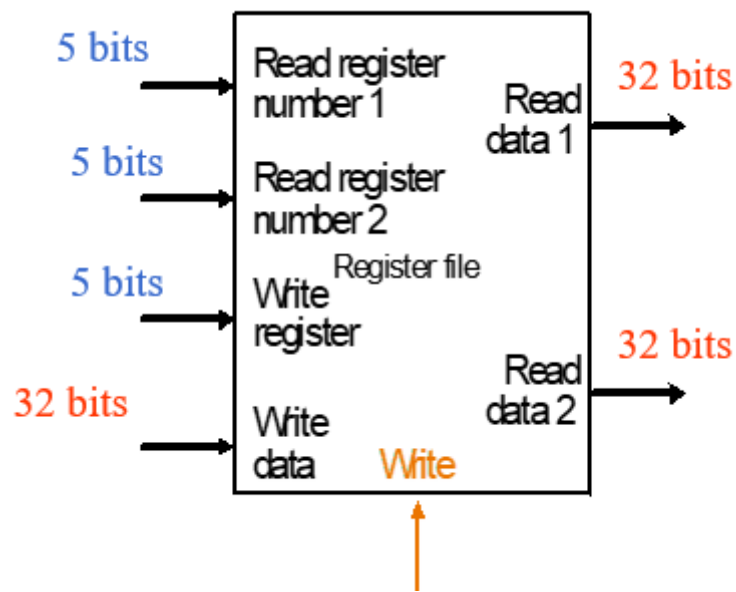 5 bits
Read register
number 1
32 bits
Read
data 1
5 bits
Read register
number 2
Register file
5 bits
Write
register
32 bits
Read
data 2
32 bits
Write
data
Write